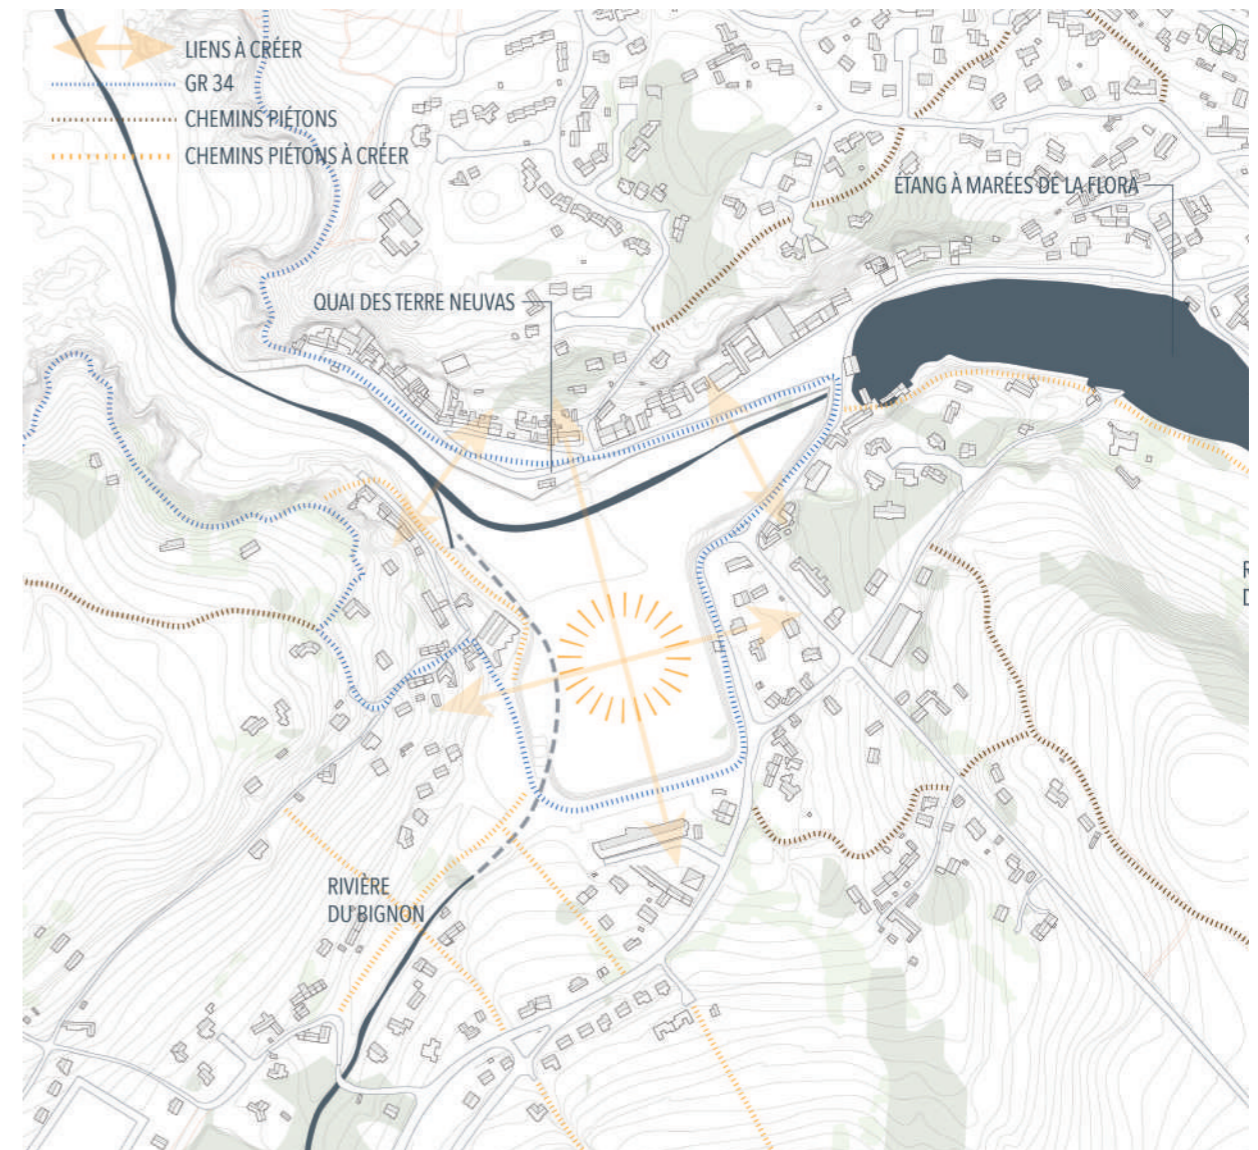 LIENS À CRÉER
GR 34
CHEMINS PIÉTONS
CHEMINS PIÉTONS À CRÉER
ÉTANG À MARÉES DE LA FLORA
QUAI DES TERRE NEUVAS
R
D
RIVIÈRE
DU BIGNON